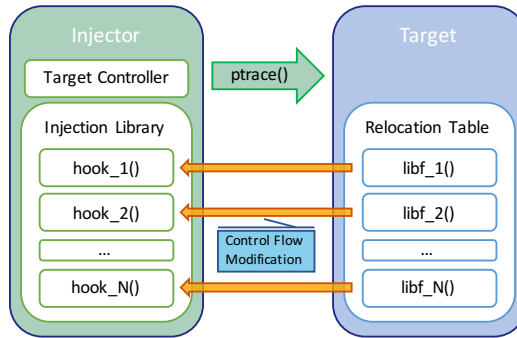 Injector
Target
Target Controller
ptrace()
Injection Library
Relocation Table
hook_1()
libf_1()
hook_2()
libf_2()
Control Flow
Modification
...
...
hook_N()
libf_N()